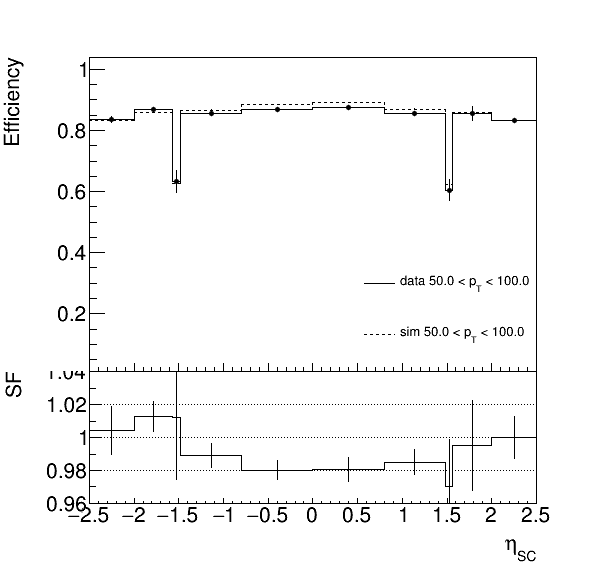 Efficiency
1
0.8
0.6
0.4
0.2
data 50.0 < p_T < 100.0
sim 50.0 < p_T < 100.0
SF
1.04
1.02
1
0.98
0.96
−2.5 −2 −1.5 −1 −0.5 0 0.5 1 1.5 2 2.5
η_SC